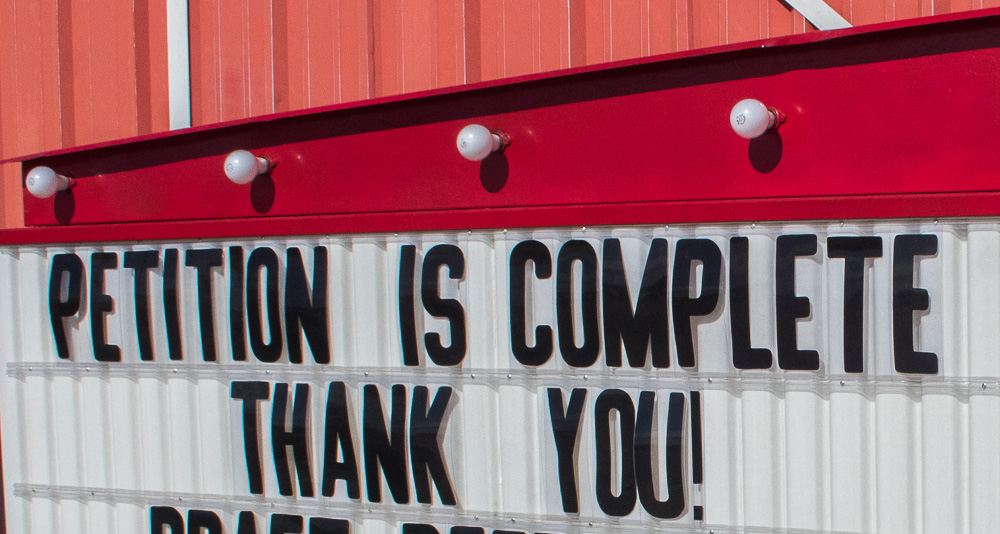 PETITION IS COMPLETE
THANK YOU!